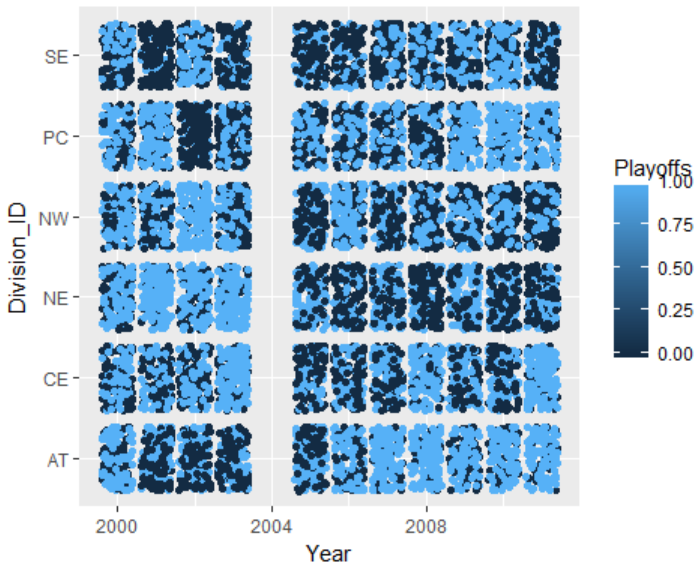 Division_ID
SE
PC
NW
NE
CE
AT
2000
2004
2008
Year
Playoffs
1.00
0.75
0.50
0.25
0.00